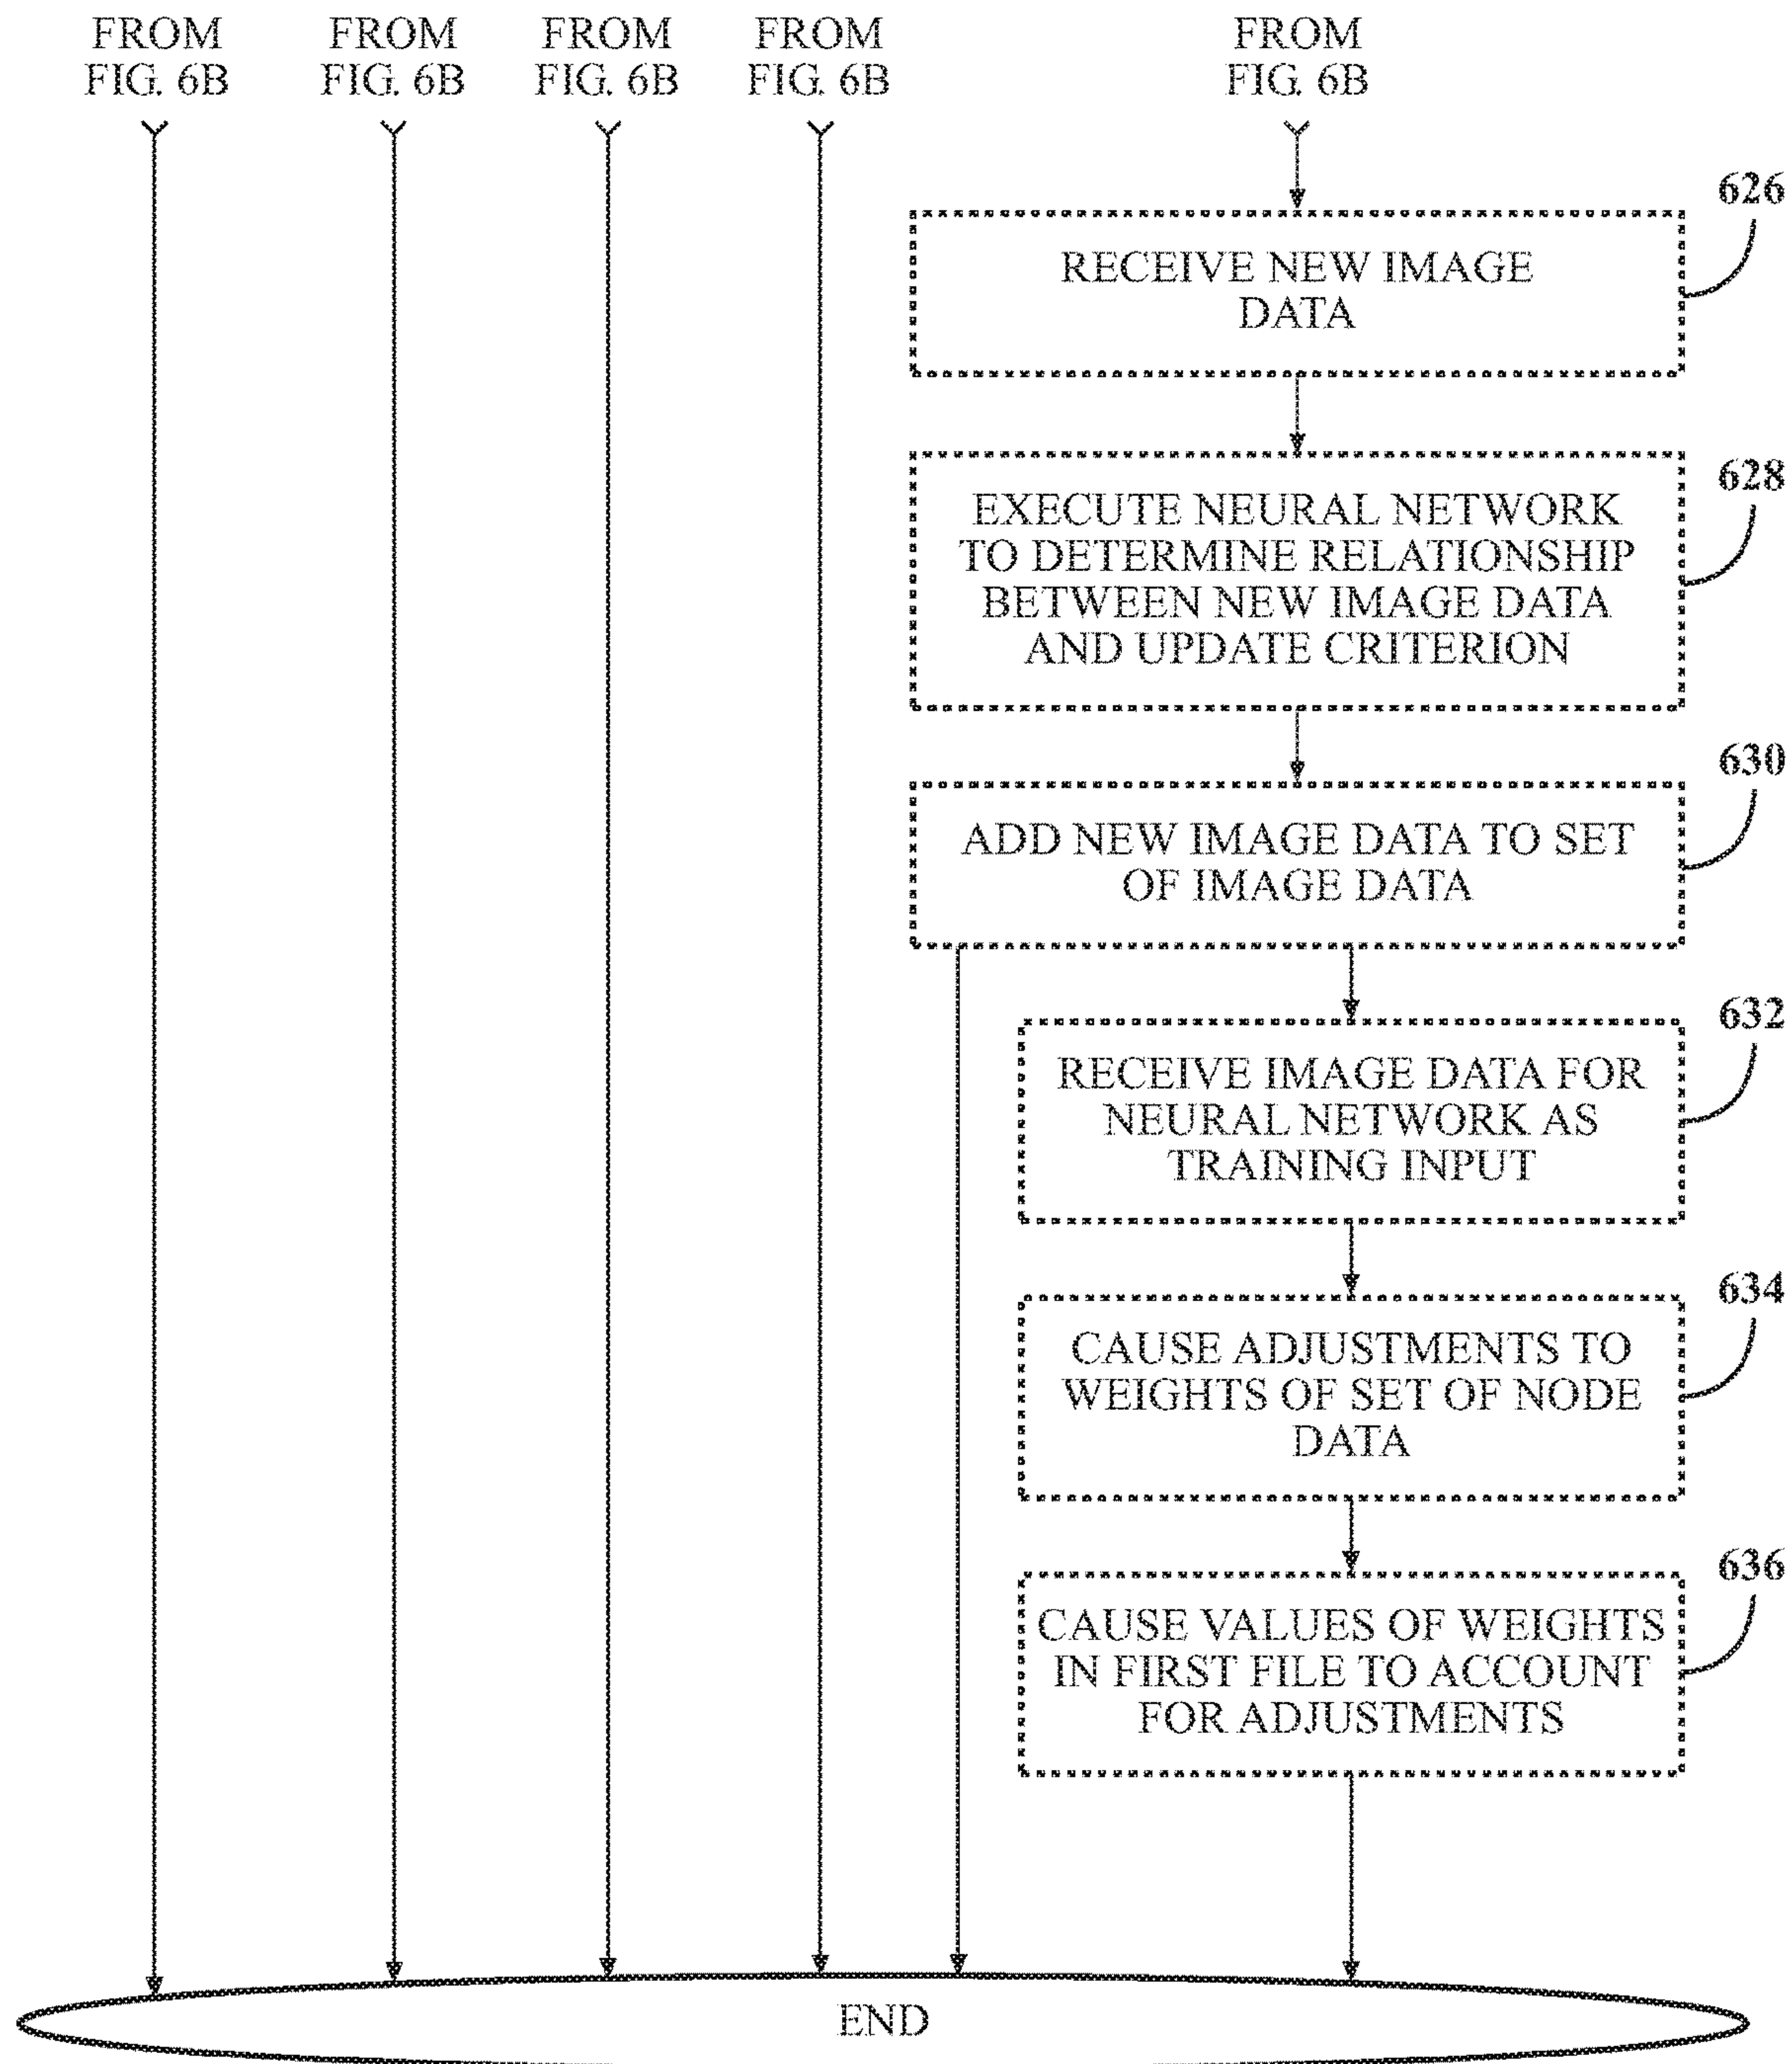 FROM
FIG. 6B
FROM
FIG. 6B
FROM
FIG. 6B
FROM
FIG. 6B
FROM
FIG. 6B
626
RECEIVE NEW IMAGE
DATA
628
EXECUTE NEURAL NETWORK
TO DETERMINE RELATIONSHIP
BETWEEN NEW IMAGE DATA
AND UPDATE CRITERION
630
ADD NEW IMAGE DATA TO SET
OF IMAGE DATA
632
RECEIVE IMAGE DATA FOR
NEURAL NETWORK AS
TRAINING INPUT
634
CAUSE ADJUSTMENTS TO
WEIGHTS OF SET OF NODE
DATA
636
CAUSE VALUES OF WEIGHTS
IN FIRST FILE TO ACCOUNT
FOR ADJUSTMENTS
END